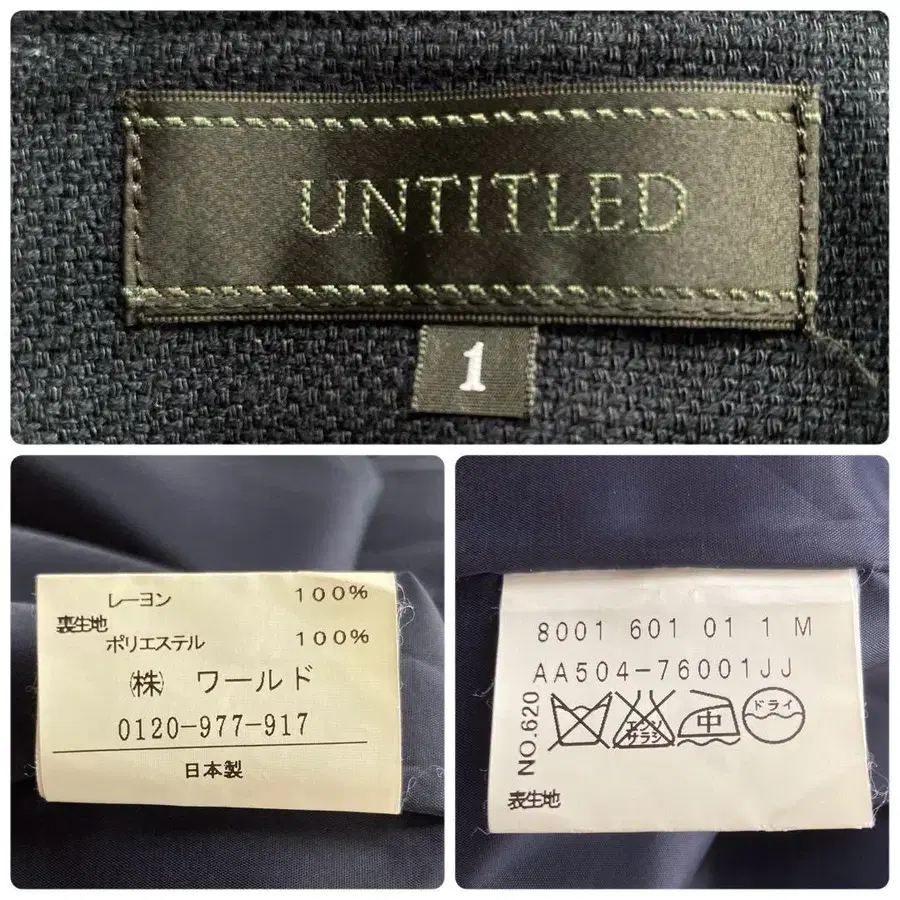 UNTITLED
1
レーヨン 100%
裏生地
ポリエステル 100%
(株) ワールド
0120-977-917
日本製
8001 601 01 1 M
AA504-76001JJ
NO.620
エンソ
サラシ
中
ドライ
表生地